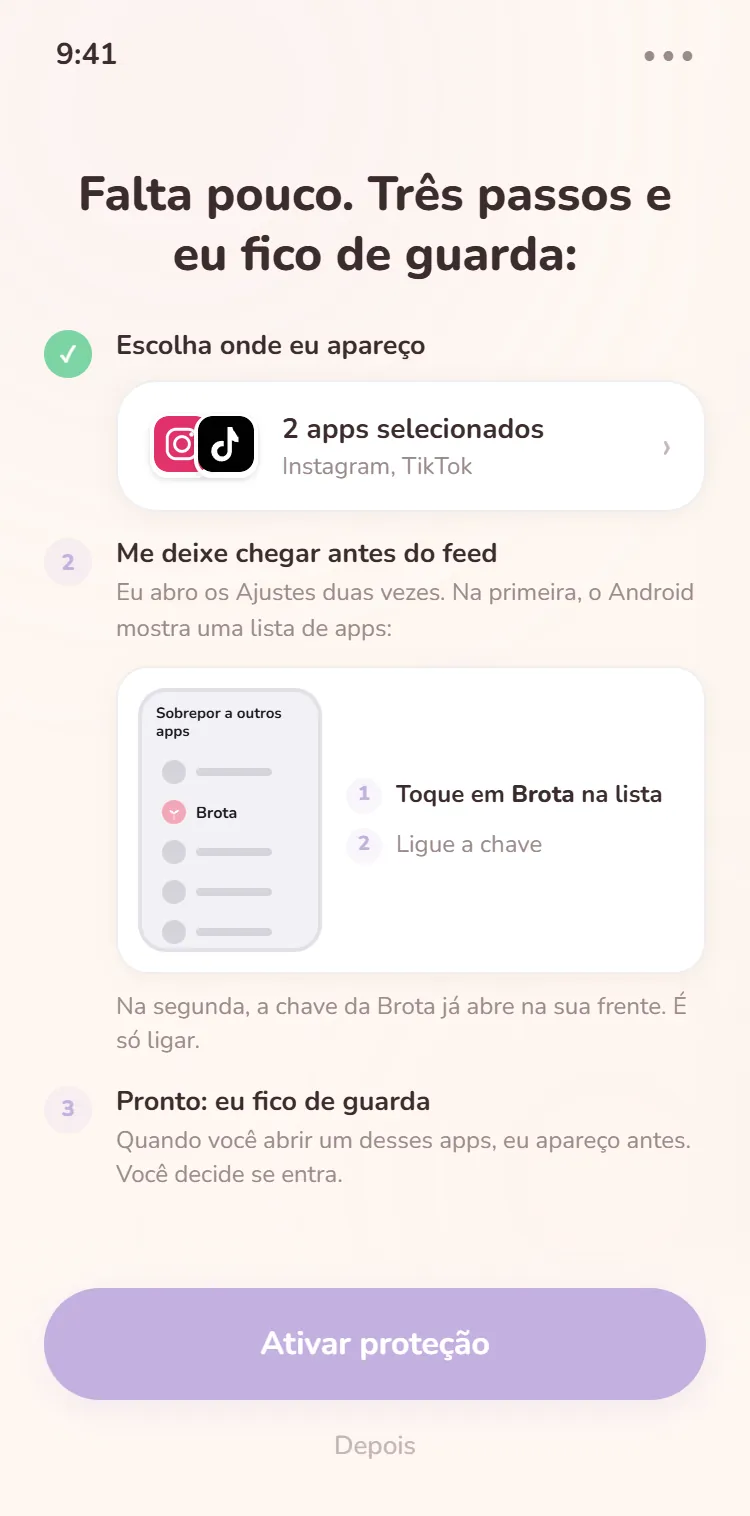 9:41
Falta pouco. Três passos e
eu fico de guarda:
✓ Escolha onde eu apareço
2 apps selecionados
Instagram, TikTok
›
2 Me deixe chegar antes do feed
Eu abro os Ajustes duas vezes. Na primeira, o Android
mostra uma lista de apps:
Sobrepor a outros
apps
Brota
1 Toque em Brota na lista
2 Ligue a chave
Na segunda, a chave da Brota já abre na sua frente. É
só ligar.
3 Pronto: eu fico de guarda
Quando você abrir um desses apps, eu apareço antes.
Você decide se entra.
Ativar proteção
Depois